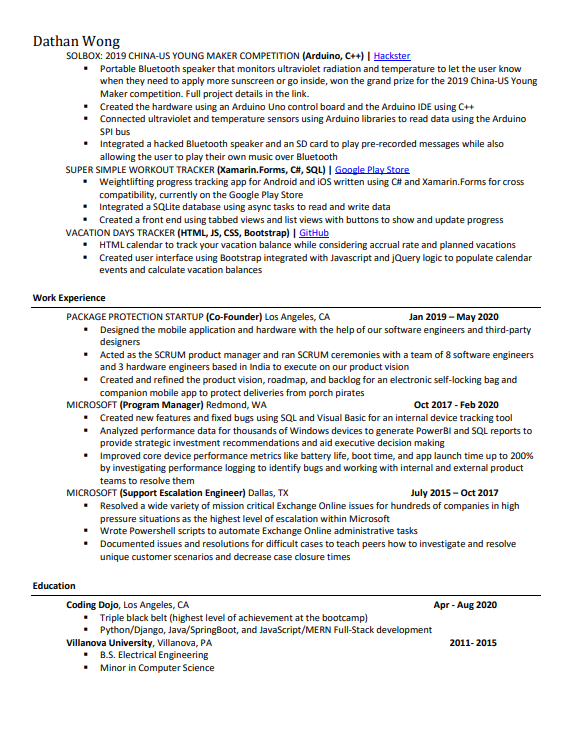 Dathan Wong
SOLBOX: 2019 CHINA-US YOUNG MAKER COMPETITION (Arduino, C++) | Hackster
▪ Portable Bluetooth speaker that monitors ultraviolet radiation and temperature to let the user know
when they need to apply more sunscreen or go inside, won the grand prize for the 2019 China-US Young
Maker competition. Full project details in the link.
▪ Created the hardware using an Arduino Uno control board and the Arduino IDE using C++
▪ Connected ultraviolet and temperature sensors using Arduino libraries to read data using the Arduino
SPI bus
▪ Integrated a hacked Bluetooth speaker and an SD card to play pre-recorded messages while also
allowing the user to play their own music over Bluetooth
SUPER SIMPLE WORKOUT TRACKER (Xamarin.Forms, C#, SQL) | Google Play Store
▪ Weightlifting progress tracking app for Android and iOS written using C# and Xamarin.Forms for cross
compatibility, currently on the Google Play Store
▪ Integrated a SQLite database using async tasks to read and write data
▪ Created a front end using tabbed views and list views with buttons to show and update progress
VACATION DAYS TRACKER (HTML, JS, CSS, Bootstrap) | GitHub
▪ HTML calendar to track your vacation balance while considering accrual rate and planned vacations
▪ Created user interface using Bootstrap integrated with Javascript and jQuery logic to populate calendar
events and calculate vacation balances
Work Experience
PACKAGE PROTECTION STARTUP (Co-Founder) Los Angeles, CA Jan 2019 – May 2020
▪ Designed the mobile application and hardware with the help of our software engineers and third-party
designers
▪ Acted as the SCRUM product manager and ran SCRUM ceremonies with a team of 8 software engineers
and 3 hardware engineers based in India to execute on our product vision
▪ Created and refined the product vision, roadmap, and backlog for an electronic self-locking bag and
companion mobile app to protect deliveries from porch pirates
MICROSOFT (Program Manager) Redmond, WA Oct 2017 - Feb 2020
▪ Created new features and fixed bugs using SQL and Visual Basic for an internal device tracking tool
▪ Analyzed performance data for thousands of Windows devices to generate PowerBI and SQL reports to
provide strategic investment recommendations and aid executive decision making
▪ Improved core device performance metrics like battery life, boot time, and app launch time up to 200%
by investigating performance logging to identify bugs and working with internal and external product
teams to resolve them
MICROSOFT (Support Escalation Engineer) Dallas, TX July 2015 – Oct 2017
▪ Resolved a wide variety of mission critical Exchange Online issues for hundreds of companies in high
pressure situations as the highest level of escalation within Microsoft
▪ Wrote Powershell scripts to automate Exchange Online administrative tasks
▪ Documented issues and resolutions for difficult cases to teach peers how to investigate and resolve
unique customer scenarios and decrease case closure times
Education
Coding Dojo, Los Angeles, CA Apr - Aug 2020
▪ Triple black belt (highest level of achievement at the bootcamp)
▪ Python/Django, Java/SpringBoot, and JavaScript/MERN Full-Stack development
Villanova University, Villanova, PA 2011- 2015
▪ B.S. Electrical Engineering
▪ Minor in Computer Science